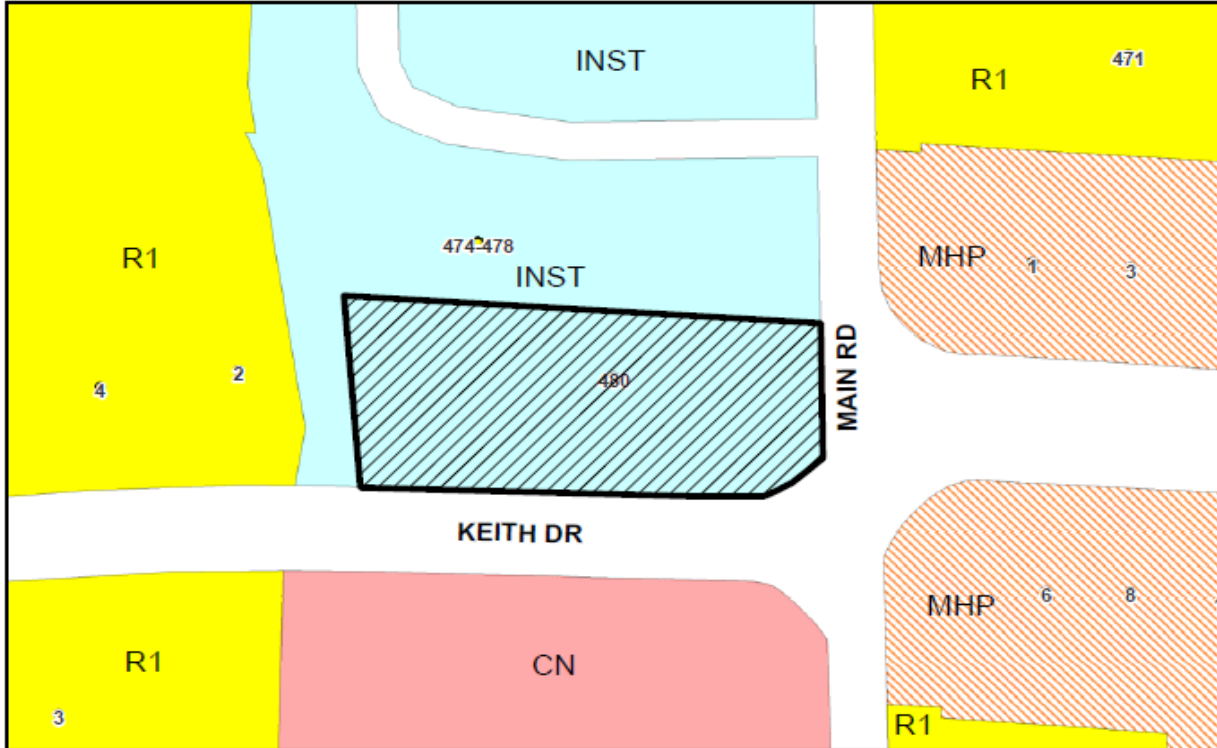 INST
R1
471
R1
474-478
INST
MHP
1
3
4
2
480
MAIN RD
KEITH DR
MHP
6
8
R1
CN
3
R1